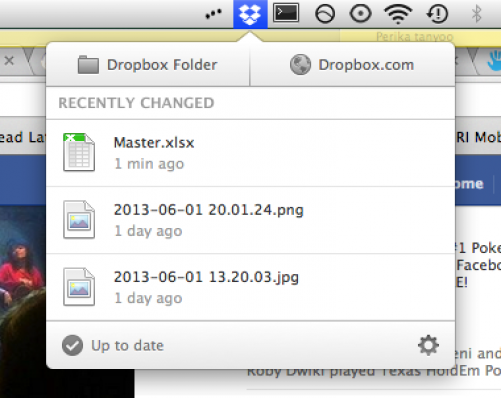 Perika tanyoo
Dropbox Folder
Dropbox.com
RECENTLY CHANGED
ead La
RI Mob
Master.xlsx
1 min ago
ome
2013-06-01 20.01.24.png
1 day ago
#1 Poke
Facebo
E!
2013-06-01 13.20.03.jpg
1 day ago
Up to date
eni and
Roby Dwiki played Texas HoldEm Po